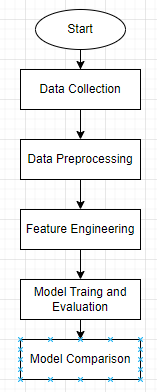 Start
Data Collection
Data Preprocessing
Feature Engineering
Model Traing and
Evaluation
Model Comparison